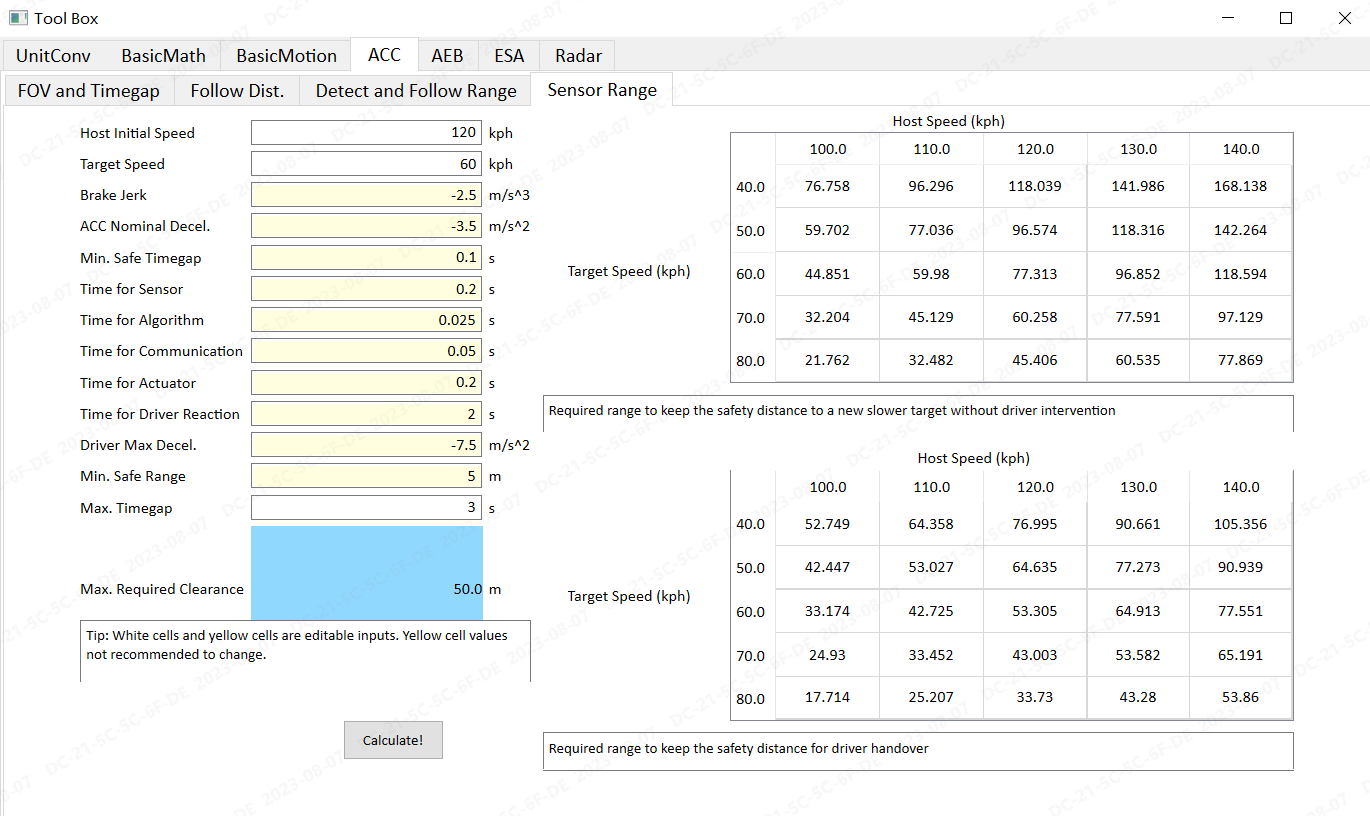 Tool Box
UnitConv BasicMath BasicMotion ACC AEB ESA Radar
FOV and Timegap Follow Dist. Detect and Follow Range Sensor Range
Host Initial Speed 120 kph
Target Speed 60 kph
Brake Jerk -2.5 m/s^3
ACC Nominal Decel. -3.5 m/s^2
Min. Safe Timegap 0.1 s
Time for Sensor 0.2 s
Time for Algorithm 0.025 s
Time for Communication 0.05 s
Time for Actuator 0.2 s
Time for Driver Reaction 2 s
Driver Max Decel. -7.5 m/s^2
Min. Safe Range 5 m
Max. Timegap 3 s
Max. Required Clearance 50.0 m
Tip: White cells and yellow cells are editable inputs. Yellow cell values
not recommended to change.
Calculate!
Host Speed (kph)
100.0 110.0 120.0 130.0 140.0
40.0 76.758 96.296 118.039 141.986 168.138
50.0 59.702 77.036 96.574 118.316 142.264
Target Speed (kph)
60.0 44.851 59.98 77.313 96.852 118.594
70.0 32.204 45.129 60.258 77.591 97.129
80.0 21.762 32.482 45.406 60.535 77.869
Required range to keep the safety distance to a new slower target without driver intervention
Host Speed (kph)
100.0 110.0 120.0 130.0 140.0
40.0 52.749 64.358 76.995 90.661 105.356
50.0 42.447 53.027 64.635 77.273 90.939
Target Speed (kph)
60.0 33.174 42.725 53.305 64.913 77.551
70.0 24.93 33.452 43.003 53.582 65.191
80.0 17.714 25.207 33.73 43.28 53.86
Required range to keep the safety distance for driver handover
DC-21-5C-5C-6F-DE 2023-08-07